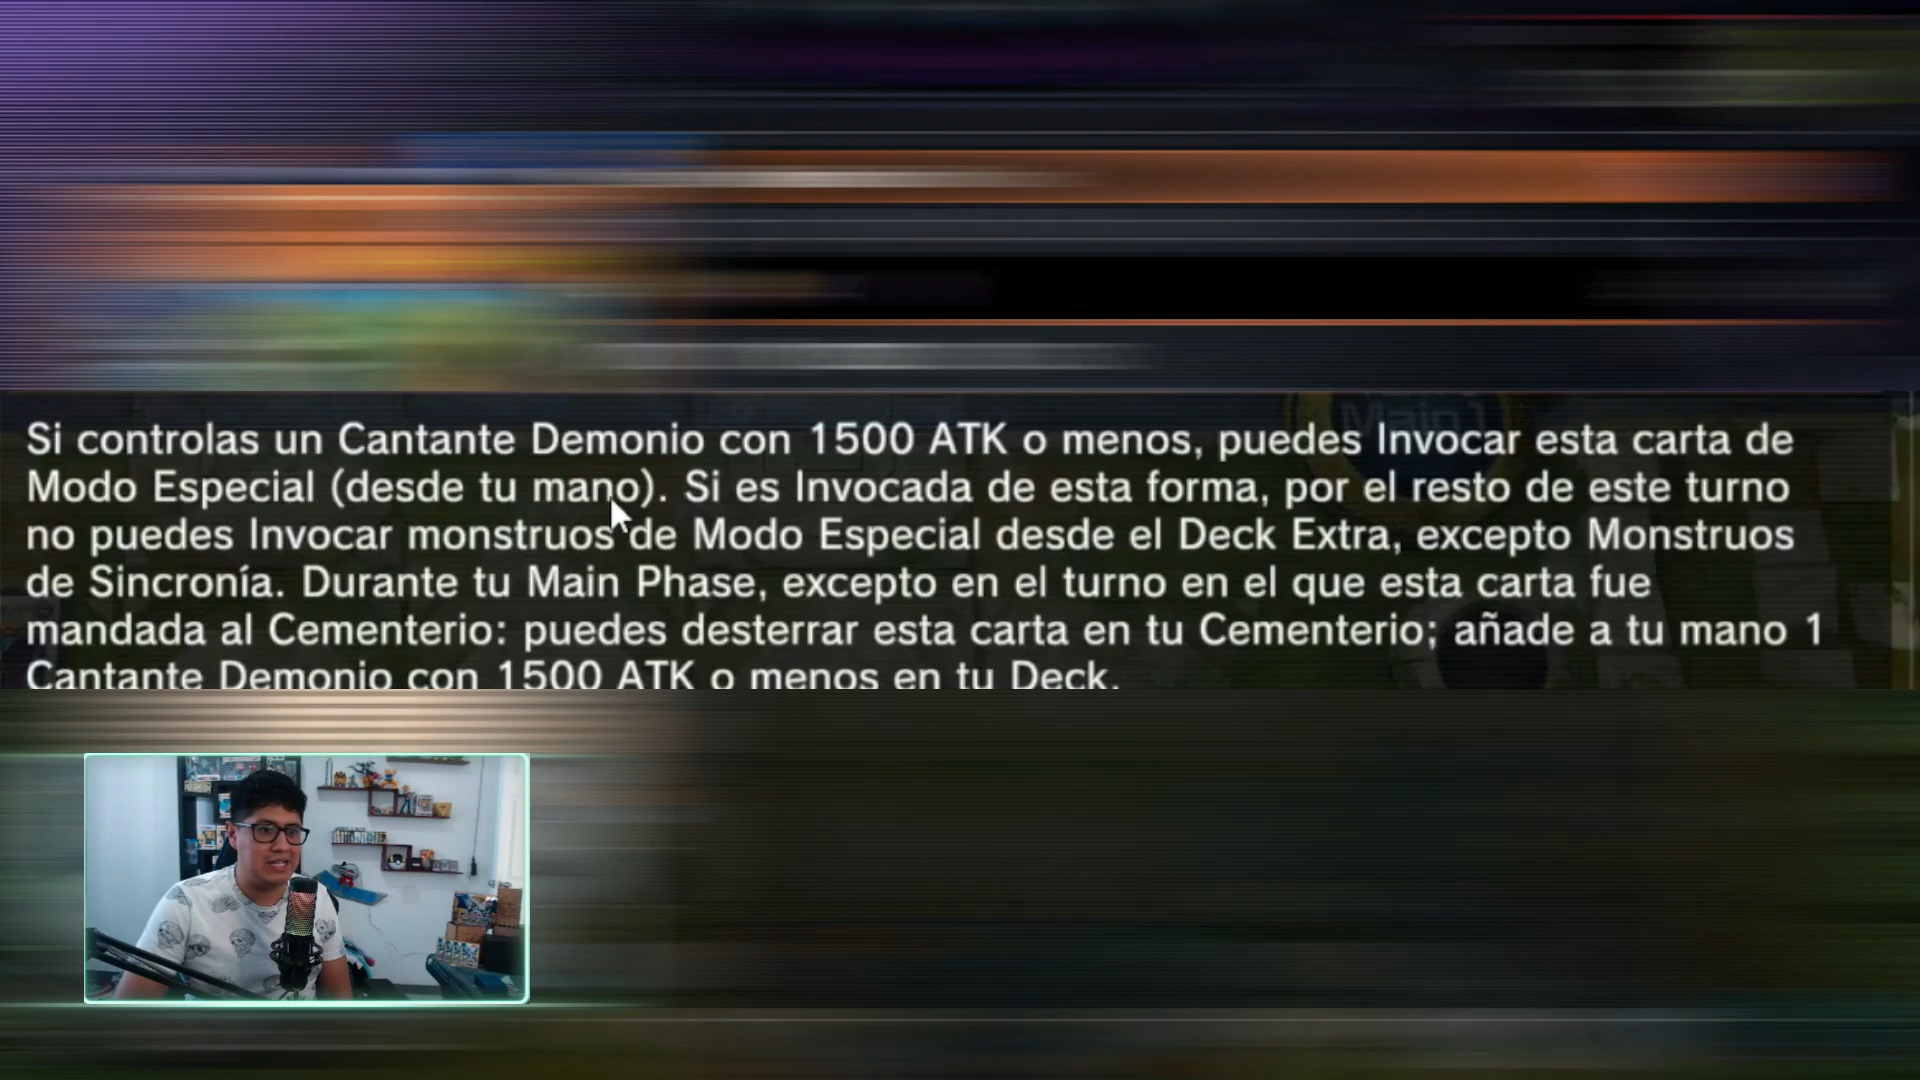 Main1
Si controlas un Cantante Demonio con 1500 ATK o menos, puedes Invocar esta carta de
Modo Especial (desde tu mano). Si es Invocada de esta forma, por el resto de este turno
no puedes Invocar monstruos de Modo Especial desde el Deck Extra, excepto Monstruos
de Sincronía. Durante tu Main Phase, excepto en el turno en el que esta carta fue
mandada al Cementerio: puedes desterrar esta carta en tu Cementerio; añade a tu mano 1
Cantante Demonio con 1500 ATK o menos en tu Deck.